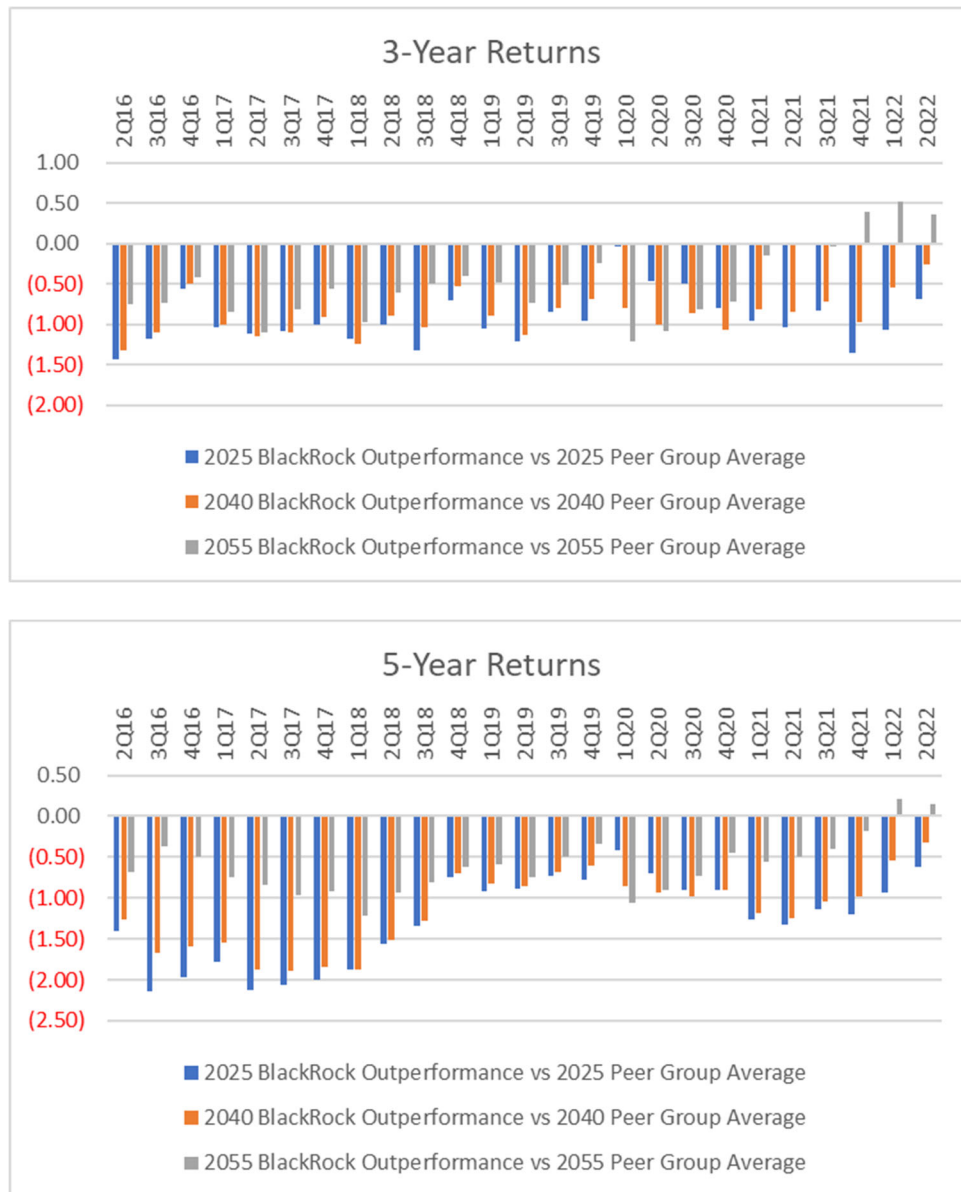 3-Year Returns
2Q16 3Q16 4Q16 1Q17 2Q17 3Q17 4Q17 1Q18 2Q18 3Q18 4Q18 1Q19 2Q19 3Q19 4Q19 1Q20 2Q20 3Q20 4Q20 1Q21 2Q21 3Q21 4Q21 1Q22 2Q22
1.00
0.50
0.00
(0.50)
(1.00)
(1.50)
(2.00)
2025 BlackRock Outperformance vs 2025 Peer Group Average
2040 BlackRock Outperformance vs 2040 Peer Group Average
2055 BlackRock Outperformance vs 2055 Peer Group Average
5-Year Returns
2Q16 3Q16 4Q16 1Q17 2Q17 3Q17 4Q17 1Q18 2Q18 3Q18 4Q18 1Q19 2Q19 3Q19 4Q19 1Q20 2Q20 3Q20 4Q20 1Q21 2Q21 3Q21 4Q21 1Q22 2Q22
0.50
0.00
(0.50)
(1.00)
(1.50)
(2.00)
(2.50)
2025 BlackRock Outperformance vs 2025 Peer Group Average
2040 BlackRock Outperformance vs 2040 Peer Group Average
2055 BlackRock Outperformance vs 2055 Peer Group Average